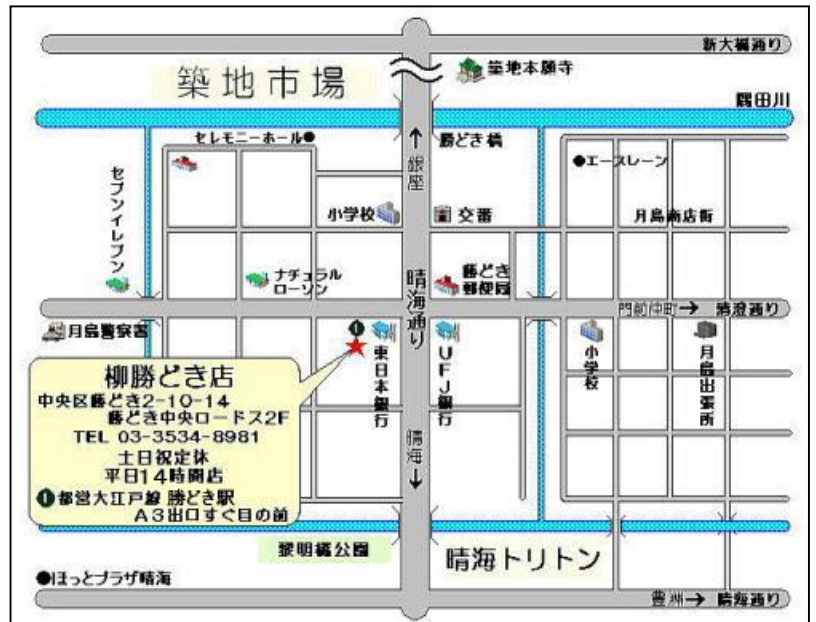 新大橋通り
築地市場
築地本願寺
隅田川
セレモニーホール●
勝どき橋
↑銀座
●エースレーン
セブンイレブン
小学校
交番
月島商店街
ナチュラル
ローソン
晴海通り
勝どき
郵便局
門前仲町→ 清澄通り
月島警察署
東日本銀行
UFJ銀行
小学校
月島出張所
柳勝どき店
中央区勝どき2-10-14
勝どき中央ロードス2F
TEL 03-3534-8981
土日祝定休
平日14時開店
都営大江戸線 勝どき駅
A3出口すぐ目の前
晴海↓
黎明橋公園
晴海トリトン
●ほっとプラザ晴海
豊洲→ 晴海通り